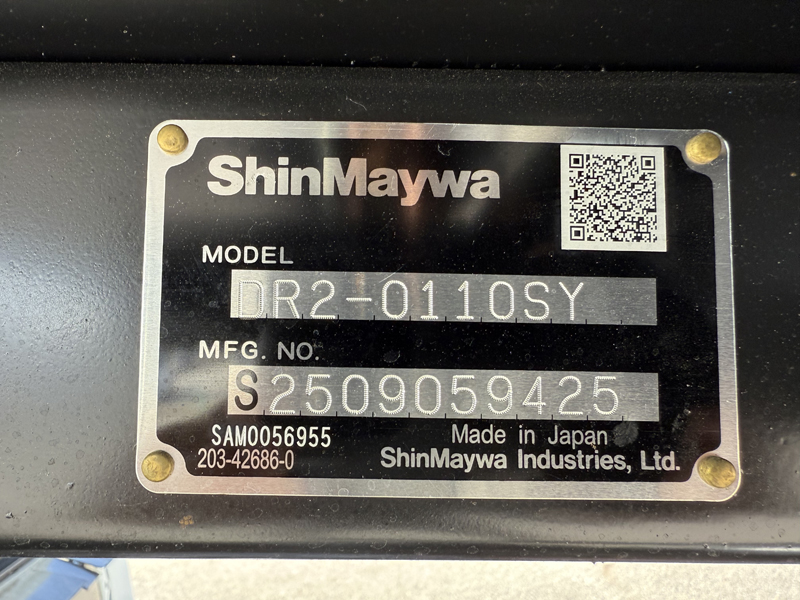 ShinMaywa
MODEL
DR2-0110SY
MFG. NO.
S2509059425
SAM0056955
203-42686-0
Made in Japan
ShinMaywa Industries, Ltd.